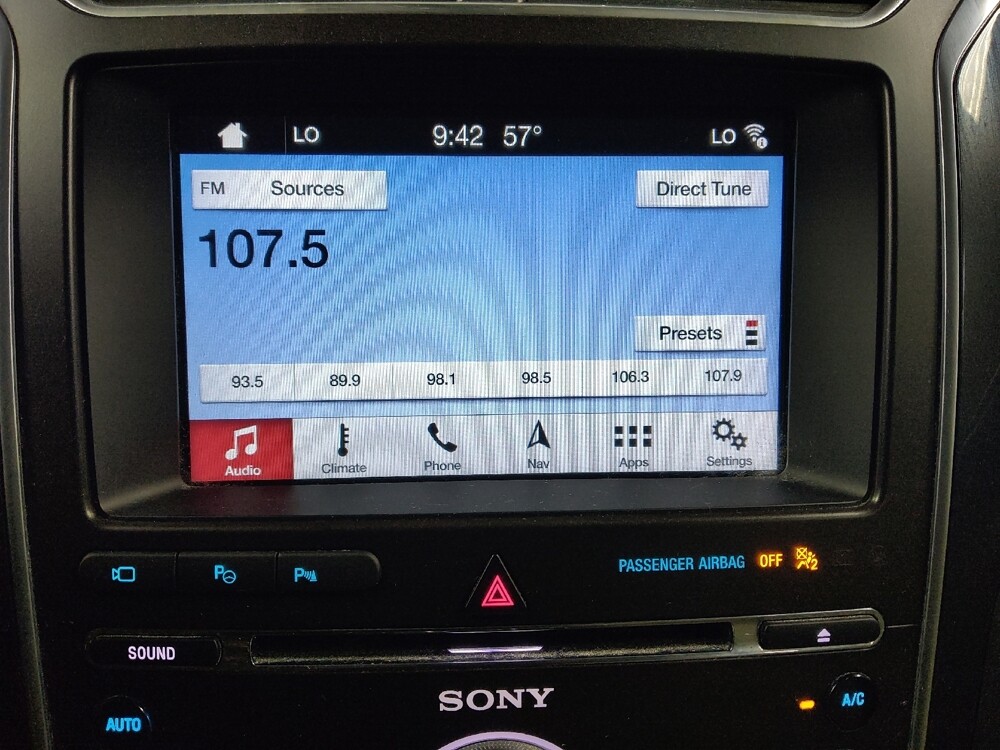 LO 9:42 57° LO
FM Sources Direct Tune
107.5
Presets
93.5 89.9 98.1 98.5 106.3 107.9
Audio Climate Phone Nav Apps Settings
P P PASSENGER AIRBAG OFF 2
SOUND
SONY
AUTO A/C